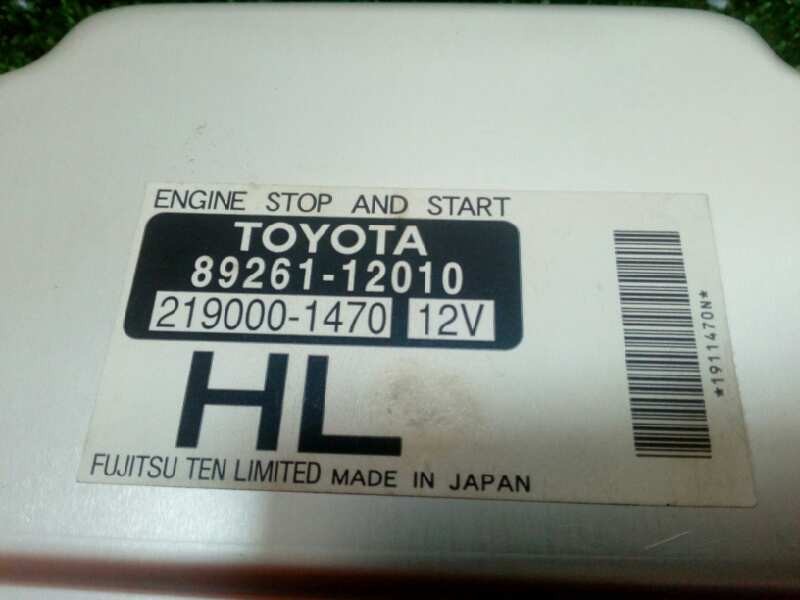 ENGINE STOP AND START
TOYOTA
89261-12010
219000-1470 12V
HL
FUJITSU TEN LIMITED MADE IN JAPAN
*1911470N*